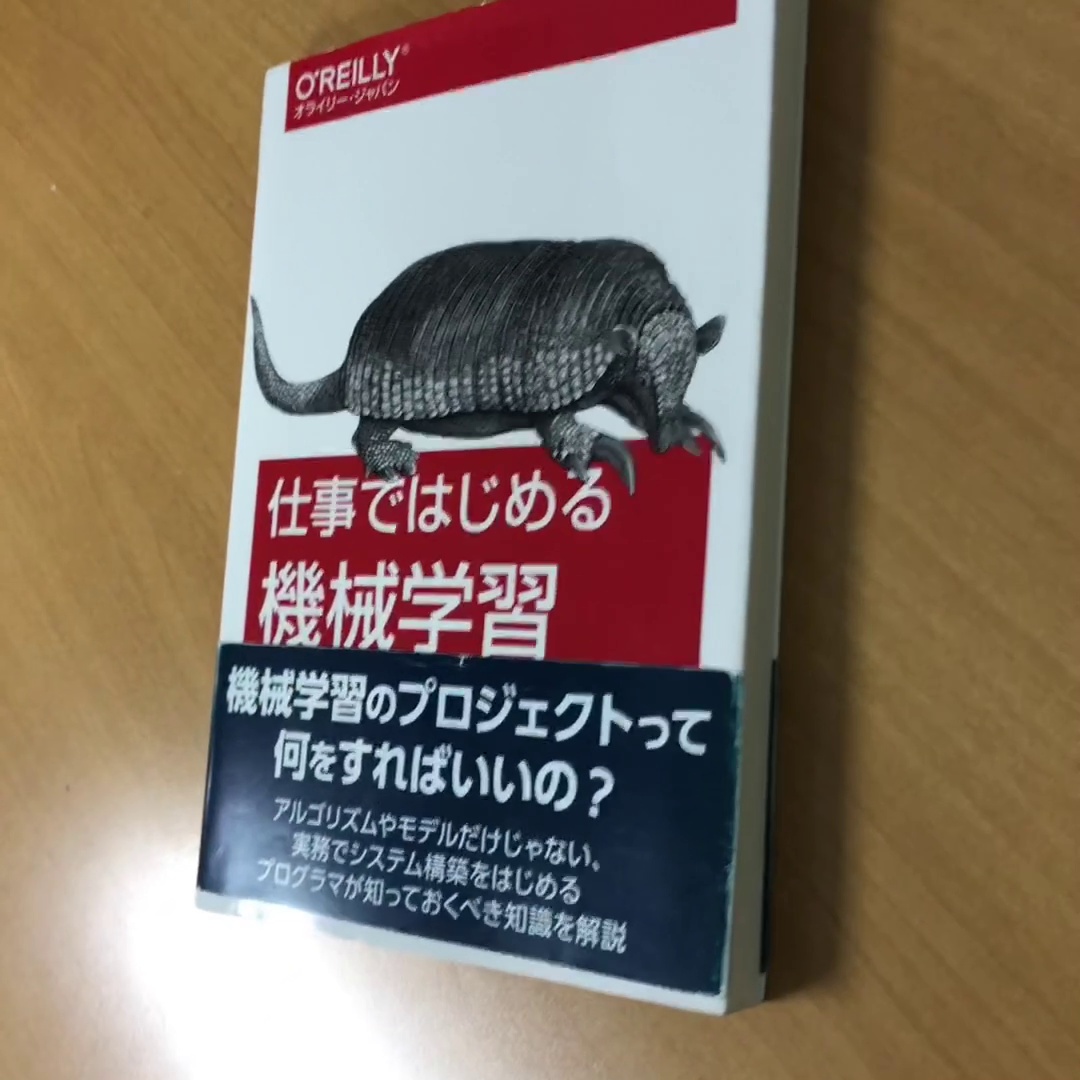 O'REILLY®
オライリー・ジャパン
仕事ではじめる
機械学習
機械学習のプロジェクトって
何をすればいいの?
アルゴリズムやモデルだけじゃない、
実務でシステム構築をはじめる
プログラマが知っておくべき知識を解説